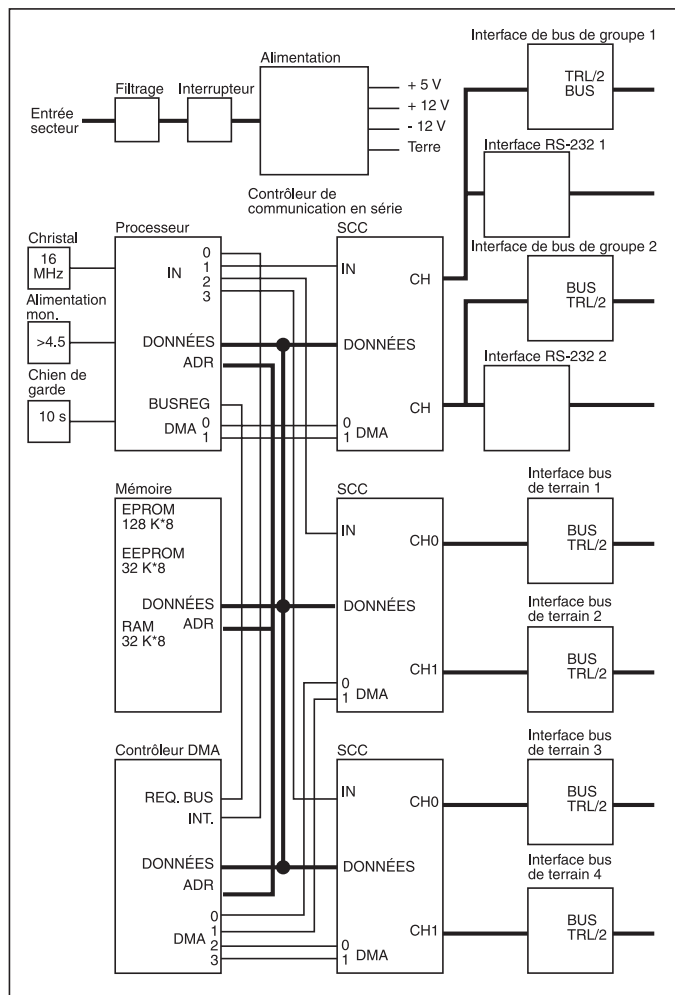 Interface de bus de groupe 1
TRL/2
BUS
Alimentation
Filtrage
Interrupteur
Entrée
secteur
+ 5 V
+ 12 V
- 12 V
Terre
Interface RS-232 1
Contrôleur de
communication en série
Christal
16
MHz
Processeur
IN
0
1
2
3
SCC
IN
CH
Interface de bus de groupe 2
BUS
TRL/2
Alimentation
mon.
>4.5
DONNÉES
ADR
DONNÉES
Interface RS-232 2
Chien de
garde
10 s
BUSREG
DMA
0
1
CH
0
1
DMA
Mémoire
EPROM
128 K*8
EEPROM
32 K*8
DONNÉES
ADR
RAM
32 K*8
SCC
IN
CH0
DONNÉES
CH1
0
1
DMA
Interface bus
de terrain 1
BUS
TRL/2
Interface bus
de terrain 2
BUS
TRL/2
Contrôleur DMA
REQ. BUS
INT.
DONNÉES
ADR
DMA
0
1
2
3
SCC
IN
CH0
DONNÉES
CH1
0
1
DMA
Interface bus
de terrain 3
BUS
TRL/2
Interface bus
de terrain 4
BUS
TRL/2